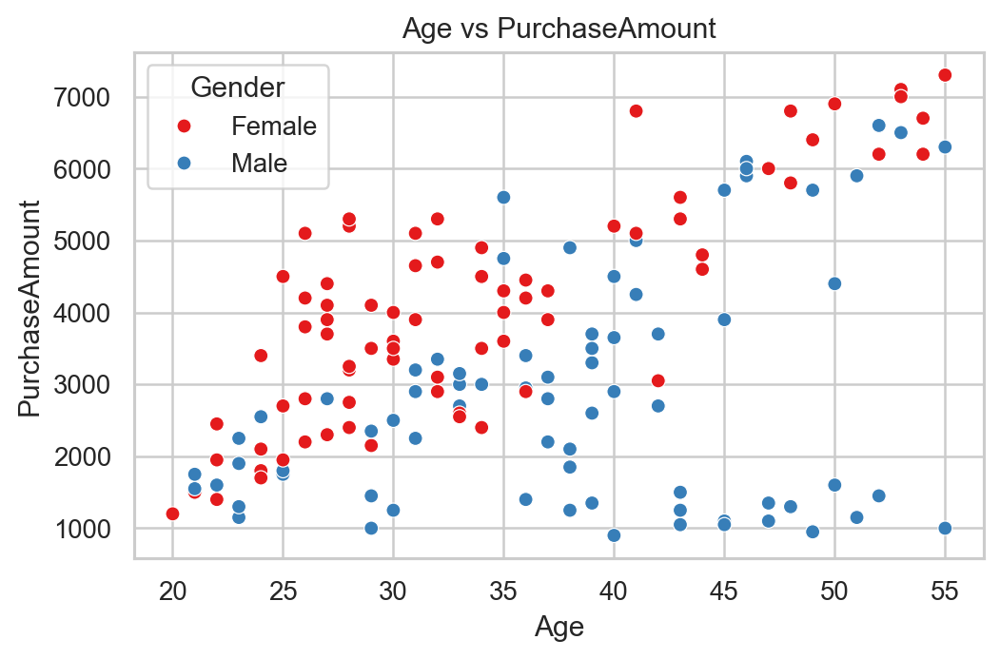 Age vs PurchaseAmount
Gender
Female
Male
PurchaseAmount
7000
6000
5000
4000
3000
2000
1000
20 25 30 35 40 45 50 55
Age